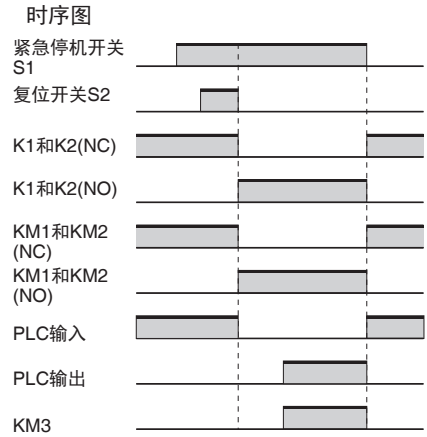 时序图
紧急停机开关
S1
复位开关S2
K1和K2(NC)
K1和K2(NO)
KM1和KM2
(NC)
KM1和KM2
(NO)
PLC输入
PLC输出
KM3